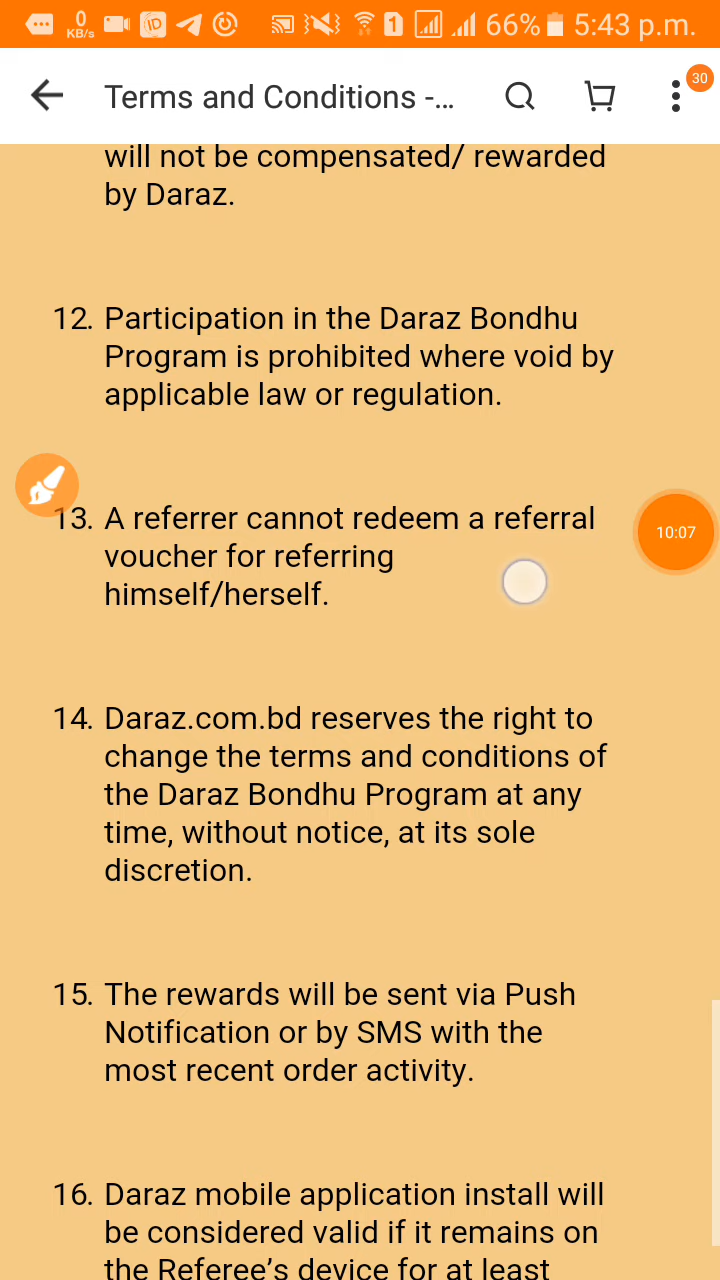 0 KB/s 1 66% 5:43 p.m.
Terms and Conditions -...
30
will not be compensated/ rewarded
by Daraz.
12. Participation in the Daraz Bondhu
Program is prohibited where void by
applicable law or regulation.
13. A referrer cannot redeem a referral
voucher for referring
himself/herself.
10:07
14. Daraz.com.bd reserves the right to
change the terms and conditions of
the Daraz Bondhu Program at any
time, without notice, at its sole
discretion.
15. The rewards will be sent via Push
Notification or by SMS with the
most recent order activity.
16. Daraz mobile application install will
be considered valid if it remains on
the Referee's device for at least